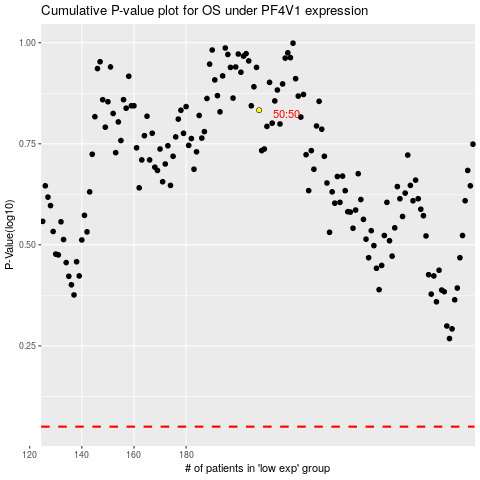 Cumulative P-value plot for OS under PF4V1 expression
P-Value(log10)
1.00
0.75
0.50
0.25
50:50
120 140 160 180
# of patients in 'low exp' group